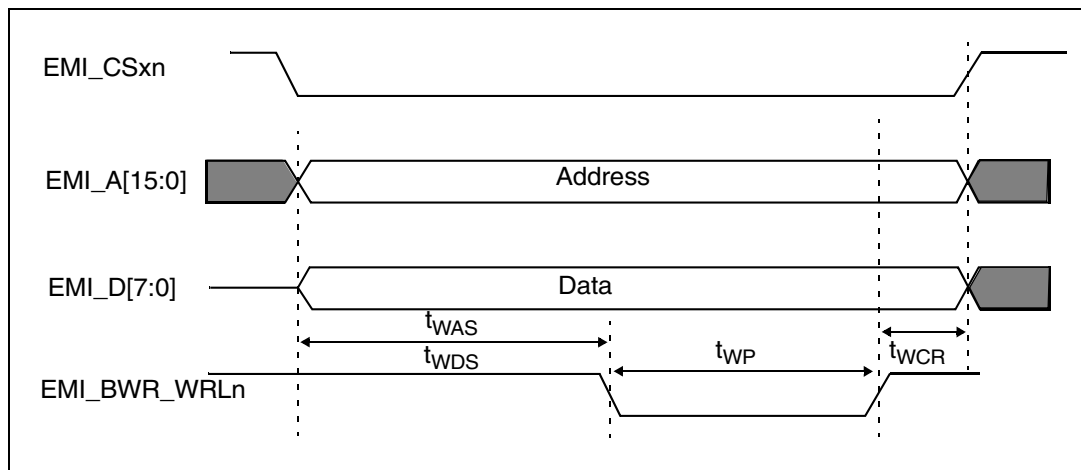 EMI_CSxn
EMI_A[15:0]
Address
EMI_D[7:0]
Data
tWAS
tWDS
tWP
tWCR
EMI_BWR_WRLn